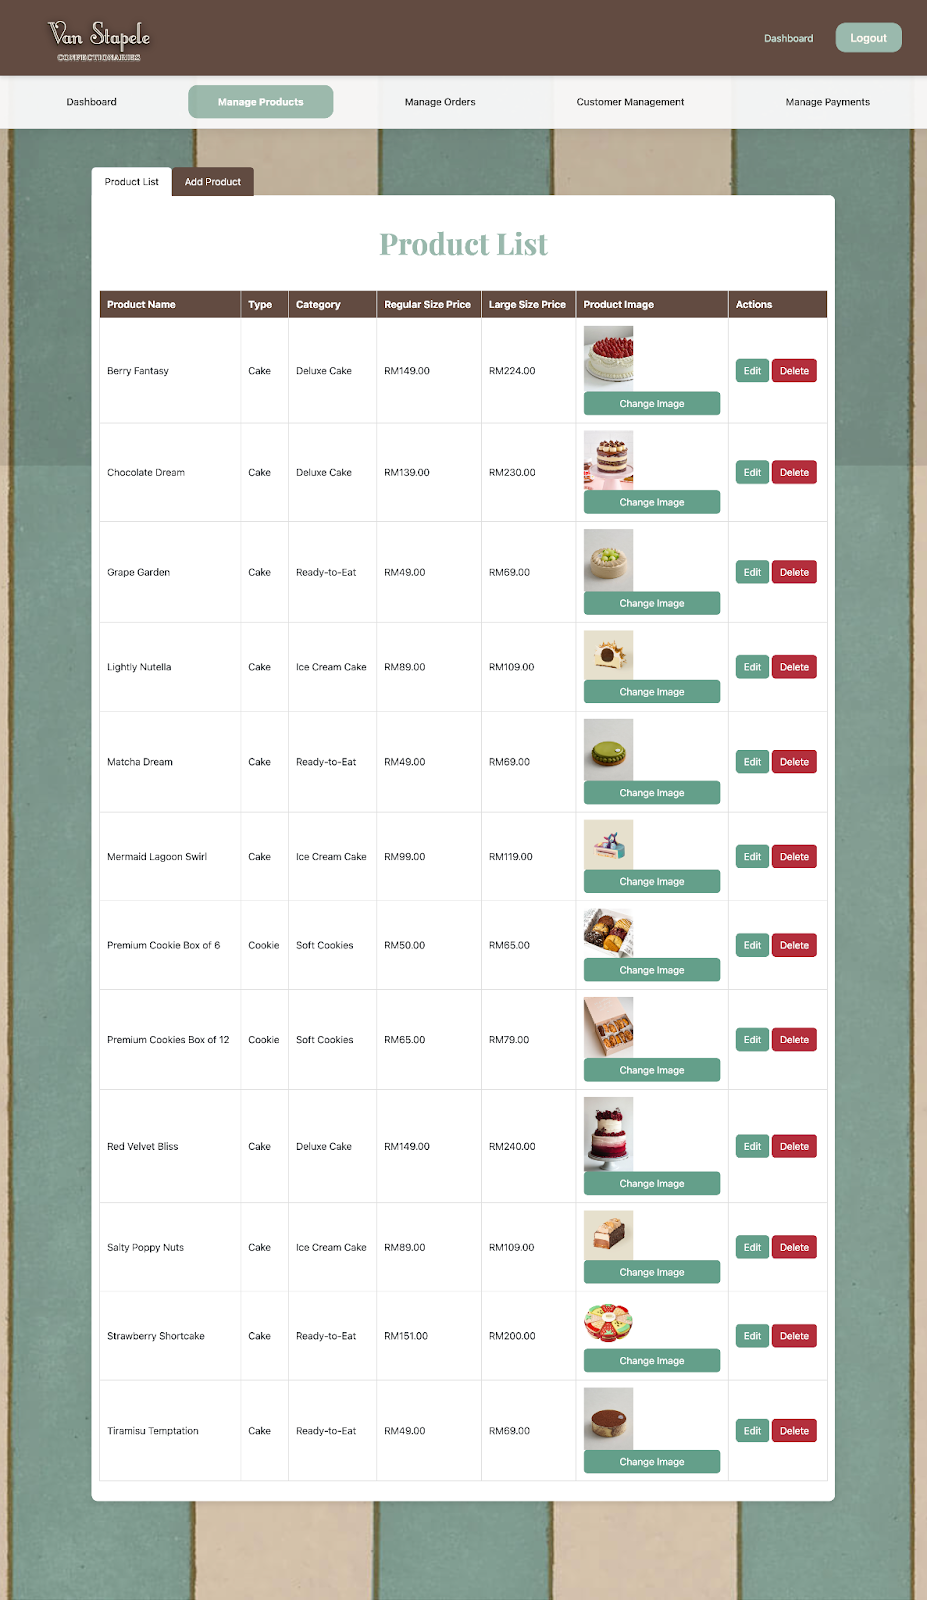 Van Stapele
CONFECTIONARIES
Dashboard
Logout
Dashboard
Manage Products
Manage Orders
Customer Management
Manage Payments
Product List
Add Product
Product List
Product Name Type Category Regular Size Price Large Size Price Product Image Actions
Berry Fantasy Cake Deluxe Cake RM149.00 RM224.00 Change Image Edit Delete
Chocolate Dream Cake Deluxe Cake RM139.00 RM230.00 Change Image Edit Delete
Grape Garden Cake Ready-to-Eat RM49.00 RM69.00 Change Image Edit Delete
Lightly Nutella Cake Ice Cream Cake RM89.00 RM109.00 Change Image Edit Delete
Matcha Dream Cake Ready-to-Eat RM49.00 RM69.00 Change Image Edit Delete
Mermaid Lagoon Swirl Cake Ice Cream Cake RM99.00 RM119.00 Change Image Edit Delete
Premium Cookie Box of 6 Cookie Soft Cookies RM50.00 RM65.00 Change Image Edit Delete
Premium Cookies Box of 12 Cookie Soft Cookies RM65.00 RM79.00 Change Image Edit Delete
Red Velvet Bliss Cake Deluxe Cake RM149.00 RM240.00 Change Image Edit Delete
Salty Poppy Nuts Cake Ice Cream Cake RM89.00 RM109.00 Change Image Edit Delete
Strawberry Shortcake Cake Ready-to-Eat RM151.00 RM200.00 Change Image Edit Delete
Tiramisu Temptation Cake Ready-to-Eat RM49.00 RM69.00 Change Image Edit Delete